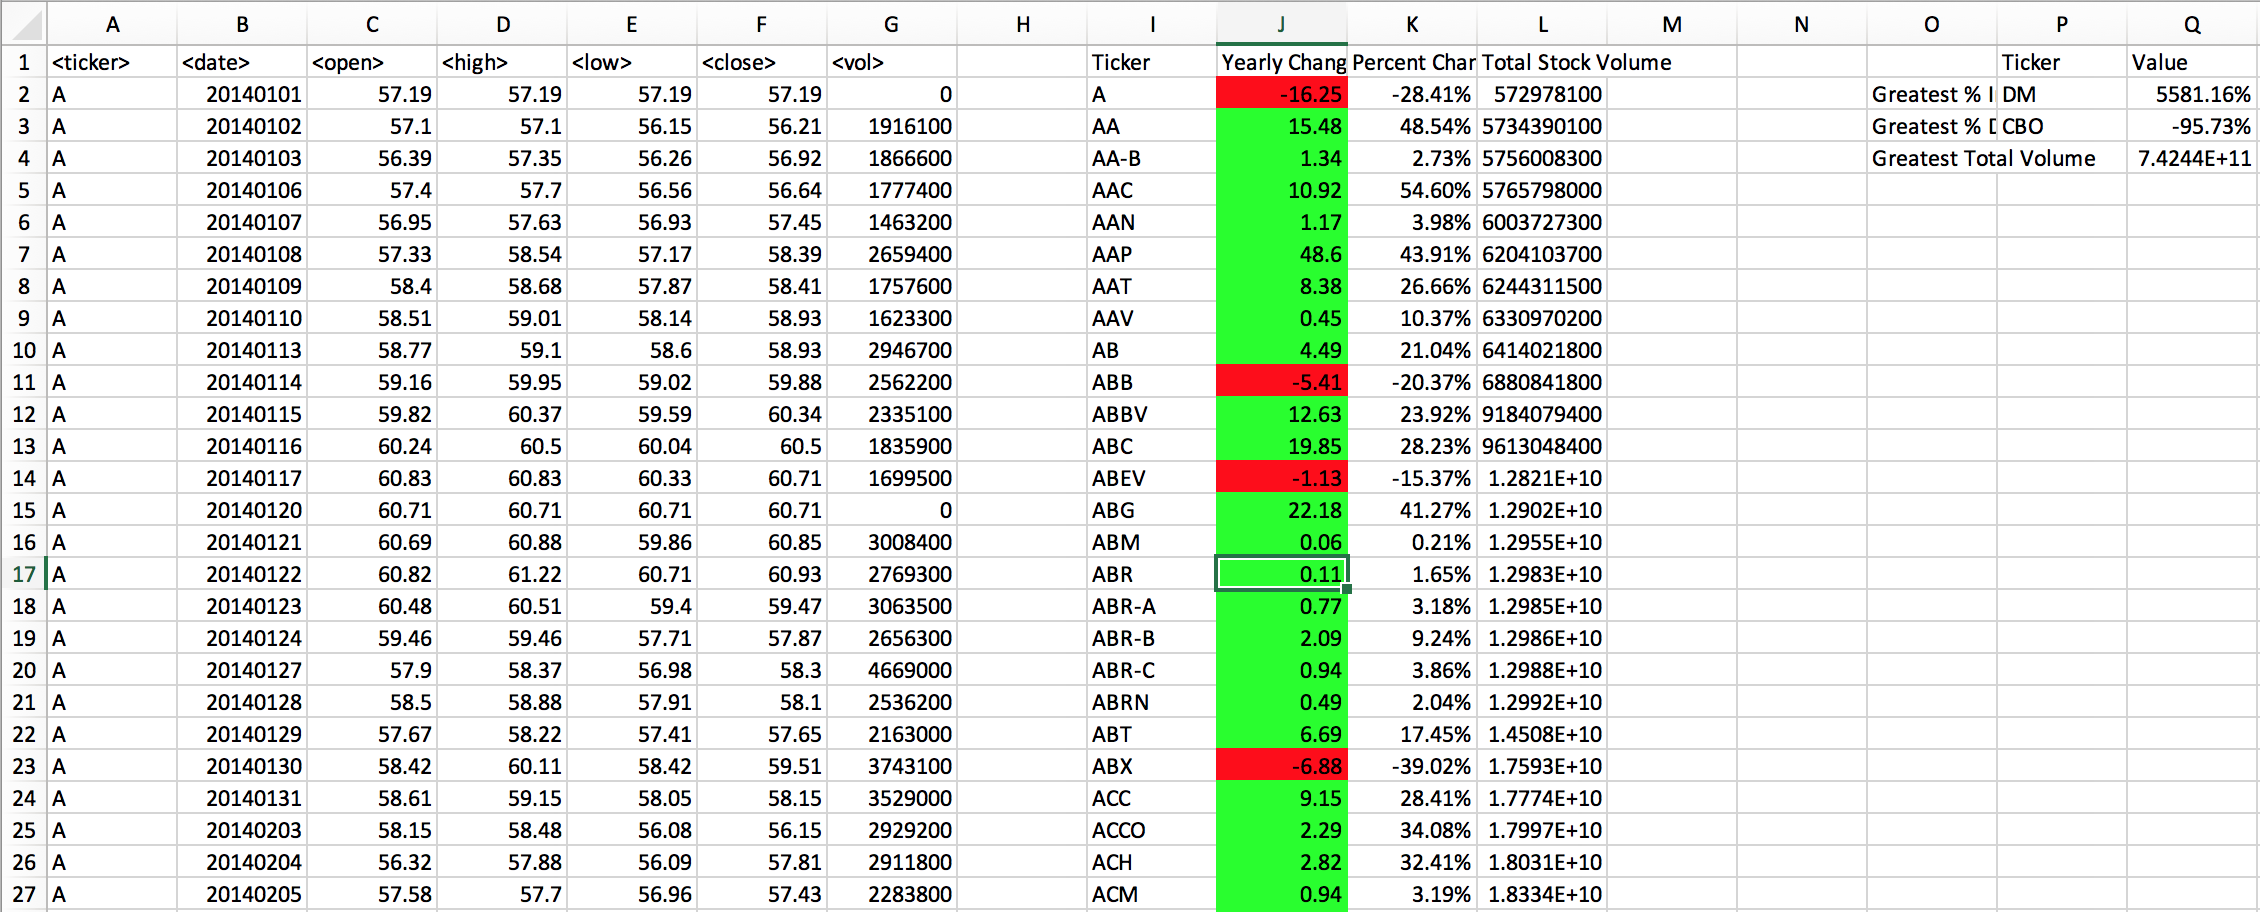 A B C D E F G H I J K L M N O P Q
1 <ticker> <date> <open> <high> <low> <close> <vol> Ticker Yearly Chang Percent Char Total Stock Volume Ticker Value
2 A 20140101 57.19 57.19 57.19 57.19 0 A -16.25 -28.41% 572978100 Greatest % I DM 5581.16%
3 A 20140102 57.1 57.1 56.15 56.21 1916100 AA 15.48 48.54% 5734390100 Greatest % D CBO -95.73%
4 A 20140103 56.39 57.35 56.26 56.92 1866600 AA-B 1.34 2.73% 5756008300 Greatest Total Volume 7.4244E+11
5 A 20140106 57.4 57.7 56.56 56.64 1777400 AAC 10.92 54.60% 5765798000
6 A 20140107 56.95 57.63 56.93 57.45 1463200 AAN 1.17 3.98% 6003727300
7 A 20140108 57.33 58.54 57.17 58.39 2659400 AAP 48.6 43.91% 6204103700
8 A 20140109 58.4 58.68 57.87 58.41 1757600 AAT 8.38 26.66% 6244311500
9 A 20140110 58.51 59.01 58.14 58.93 1623300 AAV 0.45 10.37% 6330970200
10 A 20140113 58.77 59.1 58.6 58.93 2946700 AB 4.49 21.04% 6414021800
11 A 20140114 59.16 59.95 59.02 59.88 2562200 ABB -5.41 -20.37% 6880841800
12 A 20140115 59.82 60.37 59.59 60.34 2335100 ABBV 12.63 23.92% 9184079400
13 A 20140116 60.24 60.5 60.04 60.5 1835900 ABC 19.85 28.23% 9613048400
14 A 20140117 60.83 60.83 60.33 60.71 1699500 ABEV -1.13 -15.37% 1.2821E+10
15 A 20140120 60.71 60.71 60.71 60.71 0 ABG 22.18 41.27% 1.2902E+10
16 A 20140121 60.69 60.88 59.86 60.85 3008400 ABM 0.06 0.21% 1.2955E+10
17 A 20140122 60.82 61.22 60.71 60.93 2769300 ABR 0.11 1.65% 1.2983E+10
18 A 20140123 60.48 60.51 59.4 59.47 3063500 ABR-A 0.77 3.18% 1.2985E+10
19 A 20140124 59.46 59.46 57.71 57.87 2656300 ABR-B 2.09 9.24% 1.2986E+10
20 A 20140127 57.9 58.37 56.98 58.3 4669000 ABR-C 0.94 3.86% 1.2988E+10
21 A 20140128 58.5 58.88 57.91 58.1 2536200 ABRN 0.49 2.04% 1.2992E+10
22 A 20140129 57.67 58.22 57.41 57.65 2163000 ABT 6.69 17.45% 1.4508E+10
23 A 20140130 58.42 60.11 58.42 59.51 3743100 ABX -6.88 -39.02% 1.7593E+10
24 A 20140131 58.61 59.15 58.05 58.15 3529000 ACC 9.15 28.41% 1.7774E+10
25 A 20140203 58.15 58.48 56.08 56.15 2929200 ACCO 2.29 34.08% 1.7997E+10
26 A 20140204 56.32 57.88 56.09 57.81 2911800 ACH 2.82 32.41% 1.8031E+10
27 A 20140205 57.58 57.7 56.96 57.43 2283800 ACM 0.94 3.19% 1.8334E+10